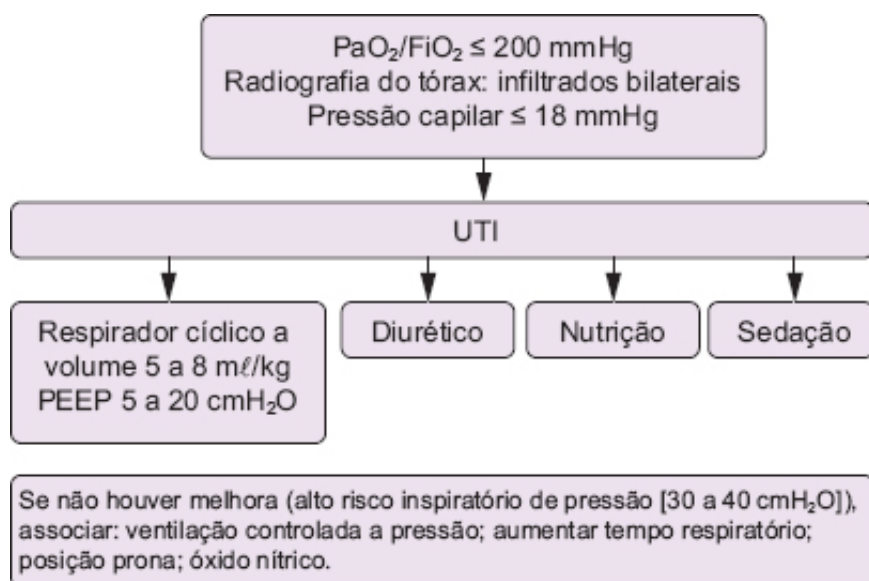 PaO₂/FiO₂ ≤ 200 mmHg
Radiografia do tórax: infiltrados bilaterais
Pressão capilar ≤ 18 mmHg
UTI
Respirador cíclico a
volume 5 a 8 mℓ/kg
PEEP 5 a 20 cmH₂O
Diurético
Nutrição
Sedação
Se não houver melhora (alto risco inspiratório de pressão [30 a 40 cmH₂O]),
associar: ventilação controlada a pressão; aumentar tempo respiratório;
posição prona; óxido nítrico.